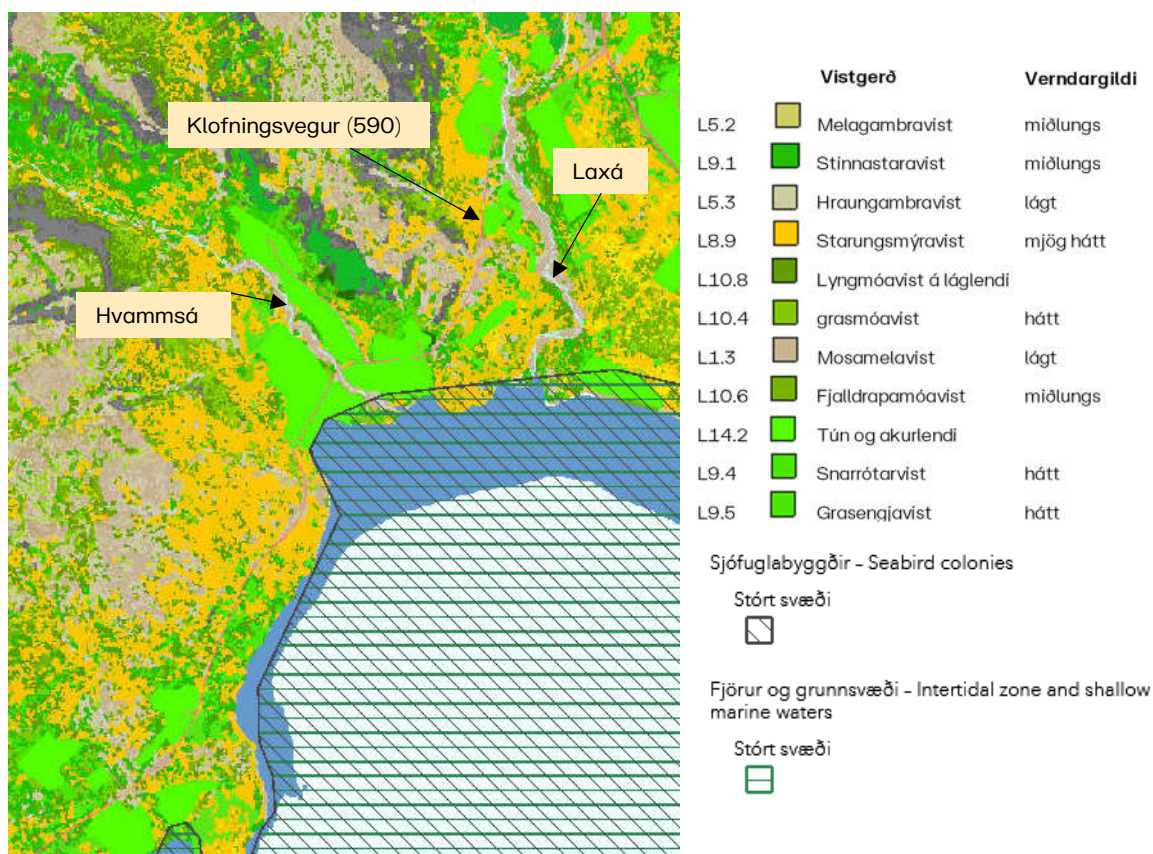 Klofningsvegur (590)
Laxá
Hvammsá
Vistgerð Verndargildi
L5.2 Melagambravist miðlungs
L9.1 Stinnastaravist miðlungs
L5.3 Hraungambravist lágt
L8.9 Starungsmýravist mjög hátt
L10.8 Lyngmóavist á láglendi
L10.4 grasmóavist hátt
L1.3 Mosamelavist lágt
L10.6 Fjalldrapamóavist miðlungs
L14.2 Tún og akurlendi
L9.4 Snarrótarvist hátt
L9.5 Grasengjavist hátt
Sjófuglabyggðir – Seabird colonies
Stórt svæði
Fjörur og grunnsvæði – Intertidal zone and shallow
marine waters
Stórt svæði